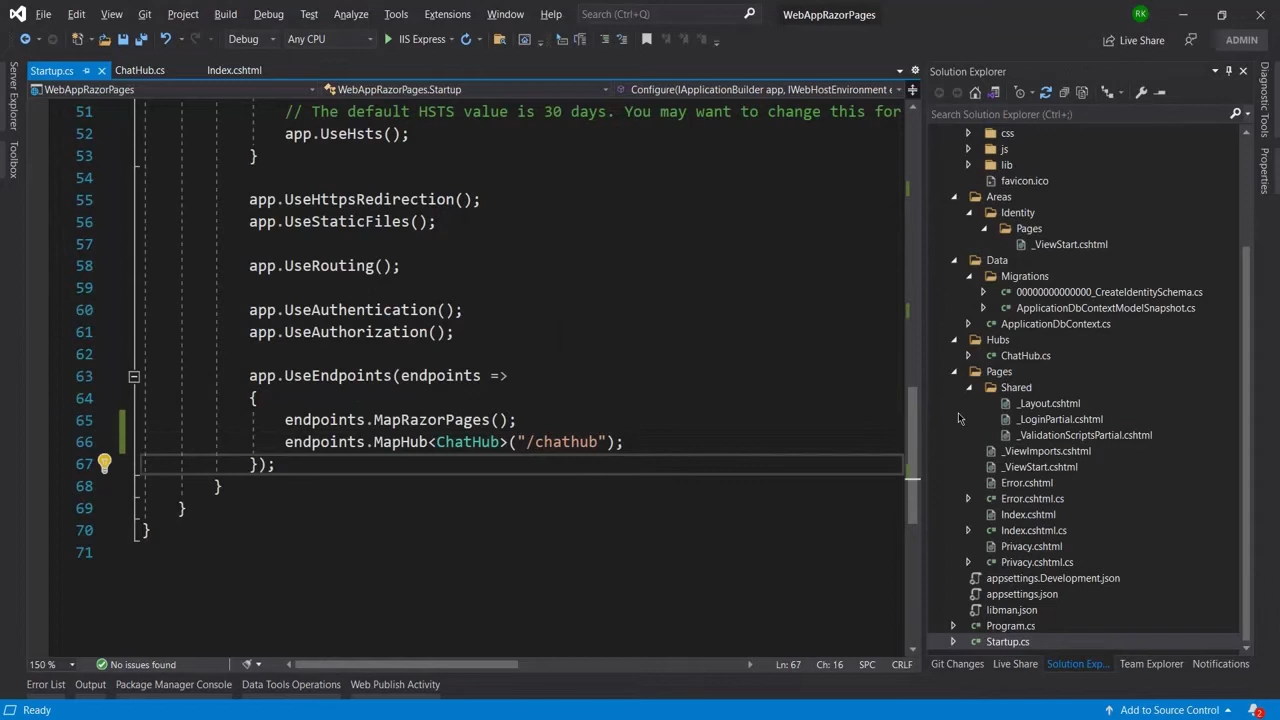 File Edit View Git Project Build Debug Test Analyze Tools Extensions Window Help Search (Ctrl+Q) WebAppRazorPages RK
Debug Any CPU IIS Express Live Share ADMIN
Server Explorer
Toolbox
Startup.cs ChatHub.cs Index.cshtml
WebAppRazorPages WebAppRazorPages.Startup Configure(IApplicationBuilder app, IWebHostEnvironment e
51 // The default HSTS value is 30 days. You may want to change this for
52 app.UseHsts();
53 }
54
55 app.UseHttpsRedirection();
56 app.UseStaticFiles();
57
58 app.UseRouting();
59
60 app.UseAuthentication();
61 app.UseAuthorization();
62
63 app.UseEndpoints(endpoints =>
64 {
65 endpoints.MapRazorPages();
66 endpoints.MapHub<ChatHub>("/chathub");
67 });
68 }
69 }
70 }
71
150 % No issues found Ln: 67 Ch: 16 SPC CRLF
Solution Explorer
Search Solution Explorer (Ctrl+;)
css
js
lib
favicon.ico
Areas
Identity
Pages
_ViewStart.cshtml
Data
Migrations
00000000000000_CreateIdentitySchema.cs
ApplicationDbContextModelSnapshot.cs
ApplicationDbContext.cs
Hubs
ChatHub.cs
Pages
Shared
_Layout.cshtml
_LoginPartial.cshtml
_ValidationScriptsPartial.cshtml
_ViewImports.cshtml
_ViewStart.cshtml
Error.cshtml
Error.cshtml.cs
Index.cshtml
Index.cshtml.cs
Privacy.cshtml
Privacy.cshtml.cs
appsettings.Development.json
appsettings.json
libman.json
Program.cs
Startup.cs
Git Changes Live Share Solution Exp... Team Explorer Notifications
Diagnostic Tools
Properties
Error List Output Package Manager Console Data Tools Operations Web Publish Activity
Ready Add to Source Control 2